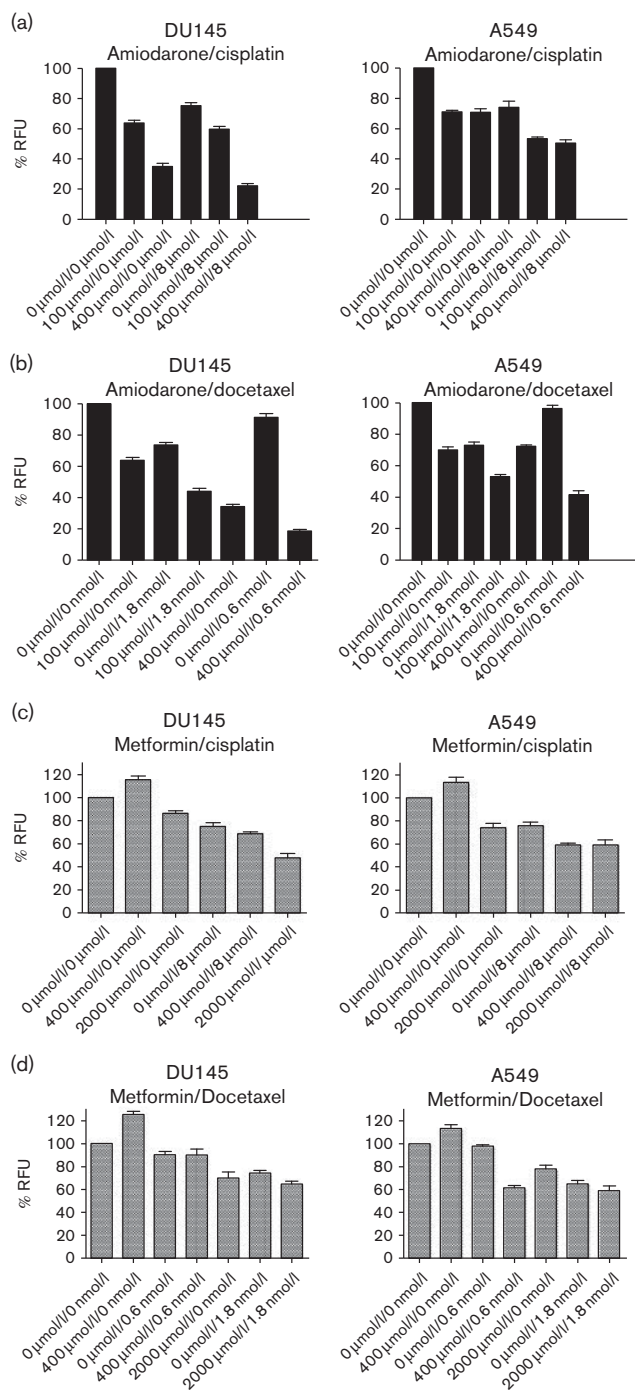 (a)
DU145
Amiodarone/cisplatin
% RFU
100
80
60
40
20
0
0 μmol/l/0 μmol/l
100 μmol/l/0 μmol/l
400 μmol/l/0 μmol/l
0 μmol/l/8 μmol/l
100 μmol/l/8 μmol/l
400 μmol/l/8 μmol/l
A549
Amiodarone/cisplatin
100
80
60
40
20
0
0 μmol/l/0 μmol/l
100 μmol/l/0 μmol/l
400 μmol/l/0 μmol/l
0 μmol/l/8 μmol/l
100 μmol/l/8 μmol/l
400 μmol/l/8 μmol/l
(b)
DU145
Amiodarone/docetaxel
% RFU
100
80
60
40
20
0
0 μmol/l/0 nmol/l
100 μmol/l/0 nmol/l
0 μmol/l/1.8 nmol/l
100 μmol/l/1.8 nmol/l
400 μmol/l/0 nmol/l
0 μmol/l/0.6 nmol/l
400 μmol/l/0.6 nmol/l
A549
Amiodarone/docetaxel
100
80
60
40
20
0
0 μmol/l/0 nmol/l
100 μmol/l/0 nmol/l
0 μmol/l/1.8 nmol/l
100 μmol/l/1.8 nmol/l
400 μmol/l/0 nmol/l
0 μmol/l/0.6 nmol/l
400 μmol/l/0.6 nmol/l
(c)
DU145
Metformin/cisplatin
% RFU
120
100
80
60
40
20
0
0 μmol/l/0 μmol/l
400 μmol/l/0 μmol/l
2000 μmol/l/0 μmol/l
0 μmol/l/8 μmol/l
400 μmol/l/8 μmol/l
2000 μmol/l/ μmol/l
A549
Metformin/cisplatin
120
100
80
60
40
20
0
0 μmol/l/0 μmol/l
400 μmol/l/0 μmol/l
2000 μmol/l/0 μmol/l
0 μmol/l/8 μmol/l
400 μmol/l/8 μmol/l
2000 μmol/l/8 μmol/l
(d)
DU145
Metformin/Docetaxel
% RFU
120
100
80
60
40
20
0
0 μmol/l/0 nmol/l
400 μmol/l/0 nmol/l
0 μmol/l/0.6 nmol/l
400 μmol/l/0.6 nmol/l
2000 μmol/l/0 nmol/l
0 μmol/l/1.8 nmol/l
2000 μmol/l/1.8 nmol/l
A549
Metformin/Docetaxel
120
100
80
60
40
20
0
0 μmol/l/0 nmol/l
400 μmol/l/0 nmol/l
0 μmol/l/0.6 nmol/l
400 μmol/l/0.6 nmol/l
2000 μmol/l/0 nmol/l
0 μmol/l/1.8 nmol/l
2000 μmol/l/1.8 nmol/l